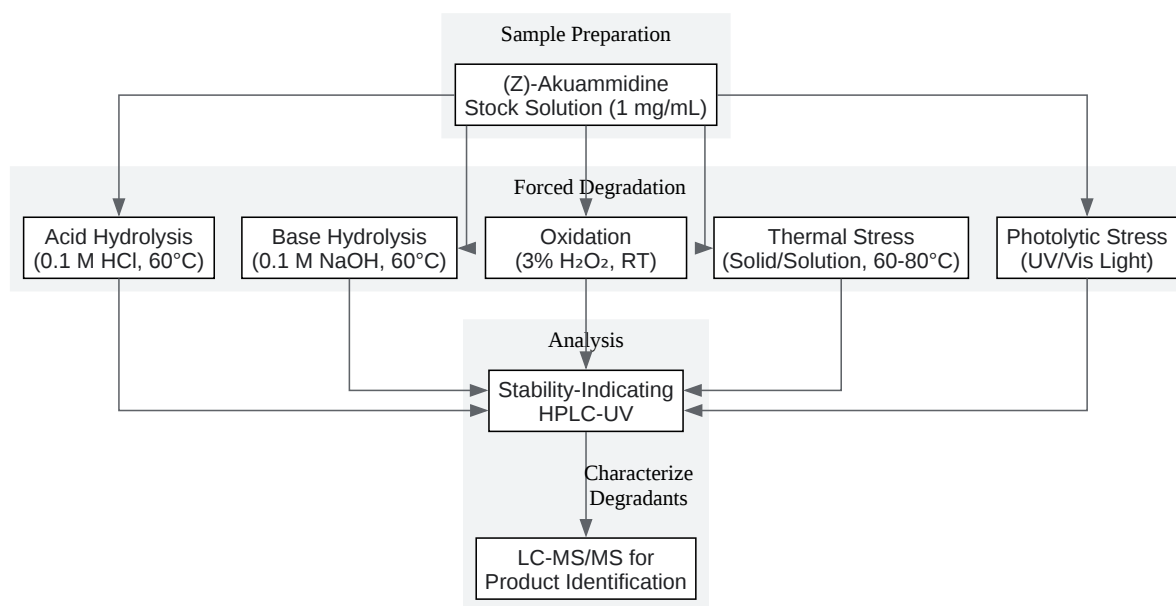 Sample Preparation
(Z)-Akuammidine
Stock Solution (1 mg/mL)
Forced Degradation
Acid Hydrolysis
(0.1 M HCl, 60°C)
Base Hydrolysis
(0.1 M NaOH, 60°C)
Oxidation
(3% H₂O₂, RT)
Thermal Stress
(Solid/Solution, 60-80°C)
Photolytic Stress
(UV/Vis Light)
Analysis
Stability-Indicating
HPLC-UV
Characterize
Degradants
LC-MS/MS for
Product Identification